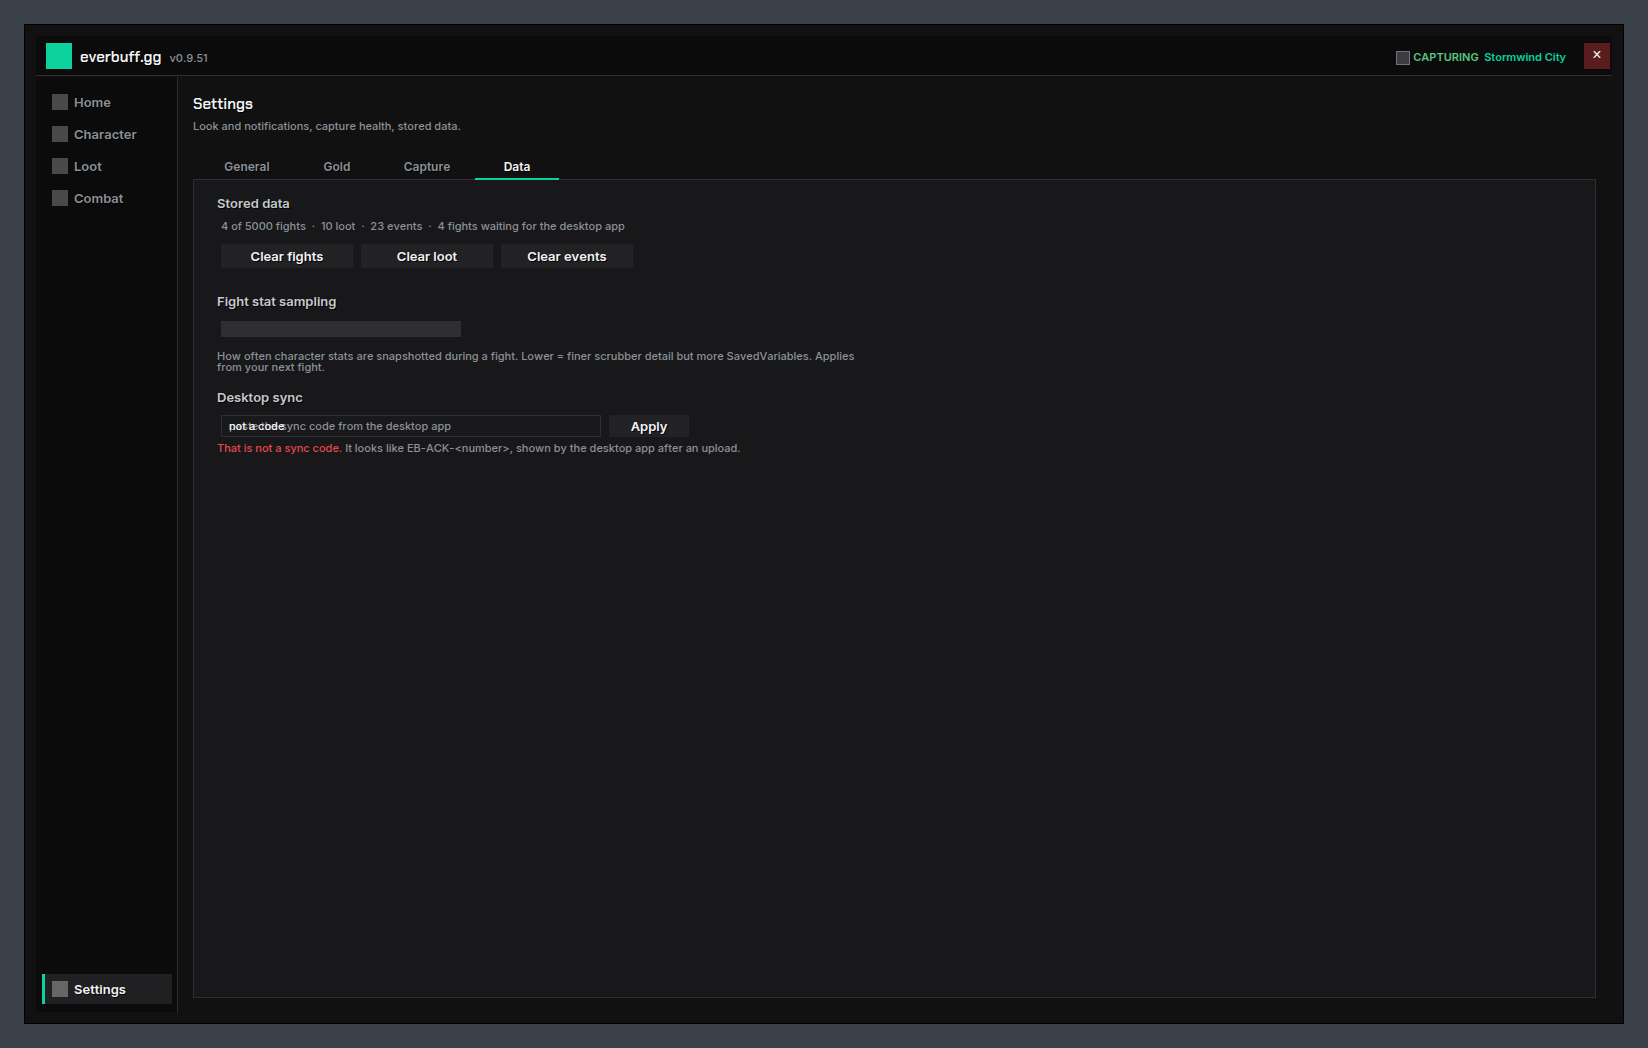 everbuff.gg v0.9.51
CAPTURING Stormwind City
×
Home
Character
Loot
Combat
Settings
Settings
Look and notifications, capture health, stored data.
General Gold Capture Data
Stored data
4 of 5000 fights · 10 loot · 23 events · 4 fights waiting for the desktop app
Clear fights Clear loot Clear events
Fight stat sampling
How often character stats are snapshotted during a fight. Lower = finer scrubber detail but more SavedVariables. Applies
from your next fight.
Desktop sync
not a code sync code from the desktop app
Apply
That is not a sync code. It looks like EB-ACK-<number>, shown by the desktop app after an upload.